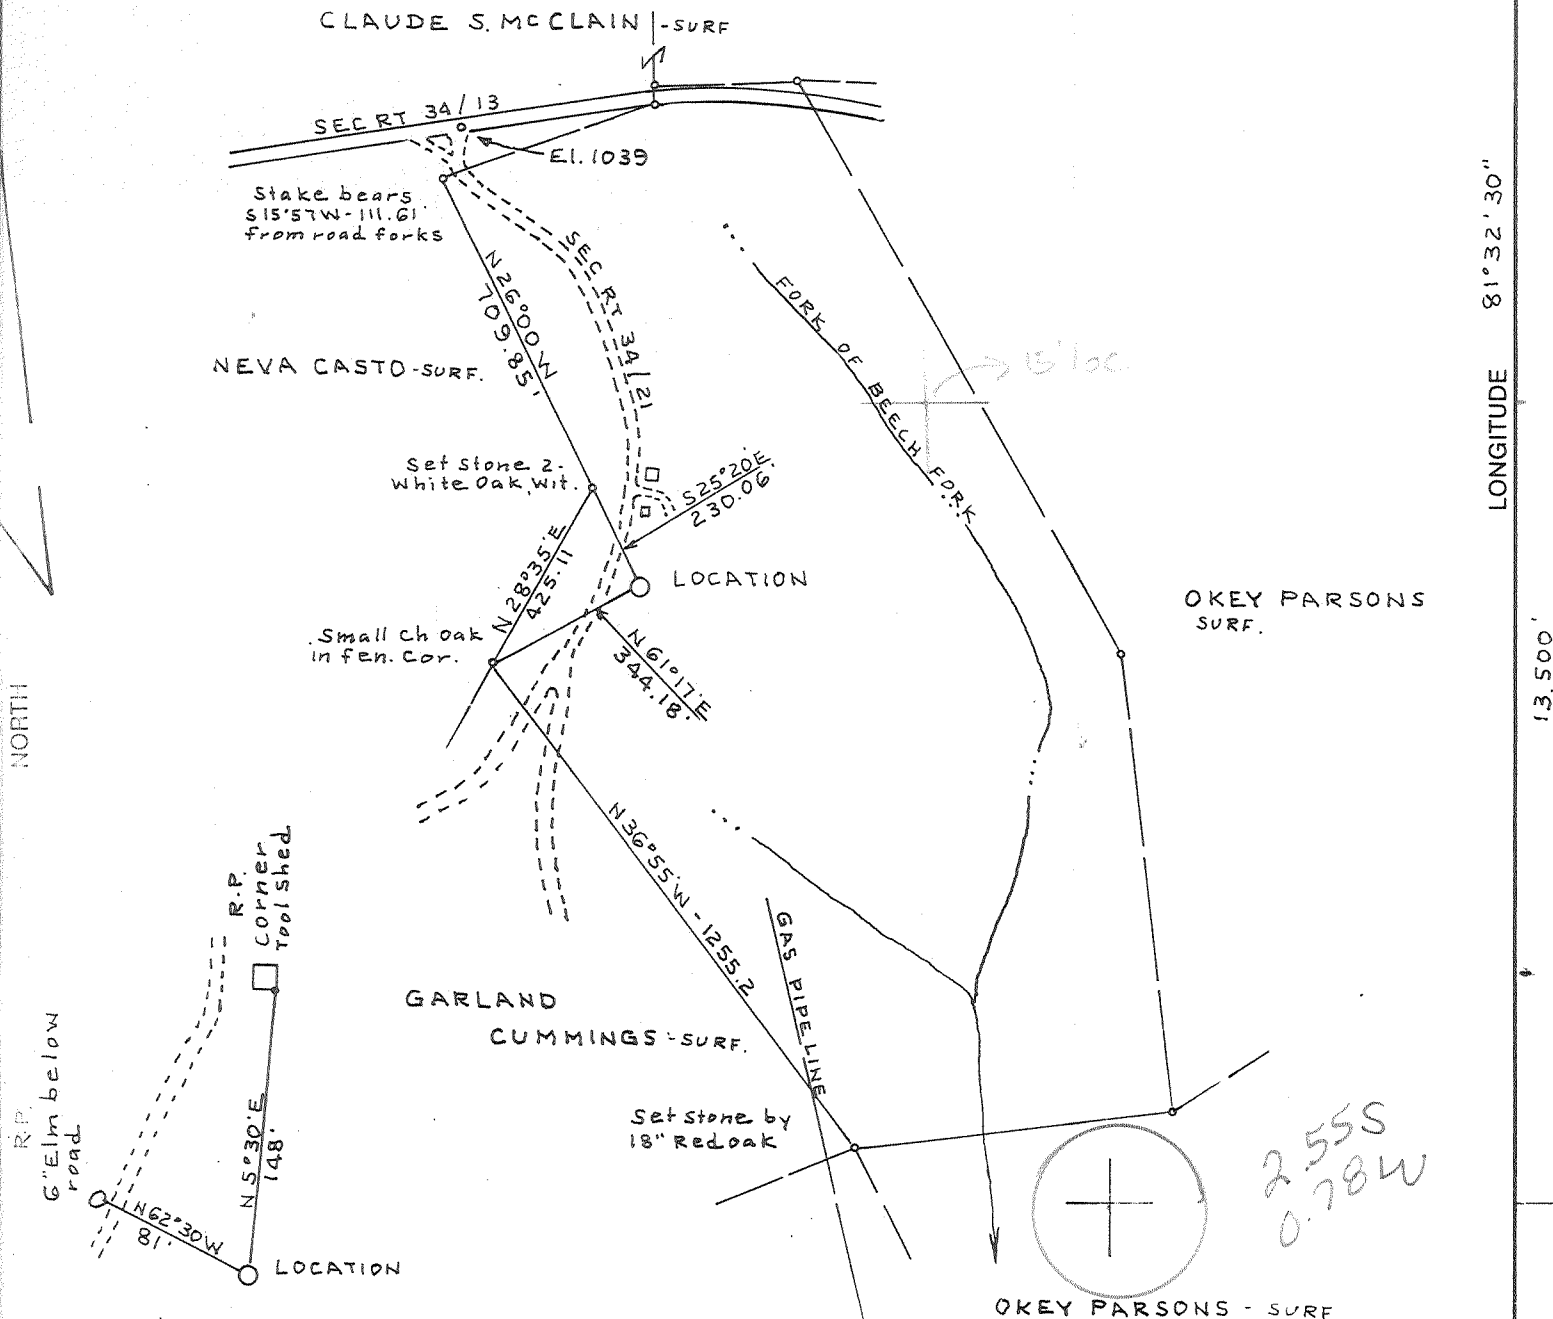 CLAUDE S. McCLAIN -SURF
SEC RT 34/13
El. 1039
Stake bears
S15°57'W-111.61'
from road forks
SEC RT 34/21
N26°00'W
709.85'
FORK OF BEECH FORK
15' loc
NEVA CASTO-SURF.
Set Stone 2-
White Oak, Wit.
S25°20'E
230.06
N28°35'E
425.11
LOCATION
Small Ch Oak
in fen. Cor.
N61°17'E
344.18'
OKEY PARSONS
SURF.
LONGITUDE 81°32'30"
13.500'
NORTH
N36°55'W-1255.2
GAS PIPELINE
R.P.
Corner
Tool Shed
GARLAND
CUMMINGS-SURF.
Set Stone by
18" Red oak
R.P.
6" Elm below
road
N5°30'E
148'
N62°30'W
81'
LOCATION
2.55S
0.78W
OKEY PARSONS - SURF